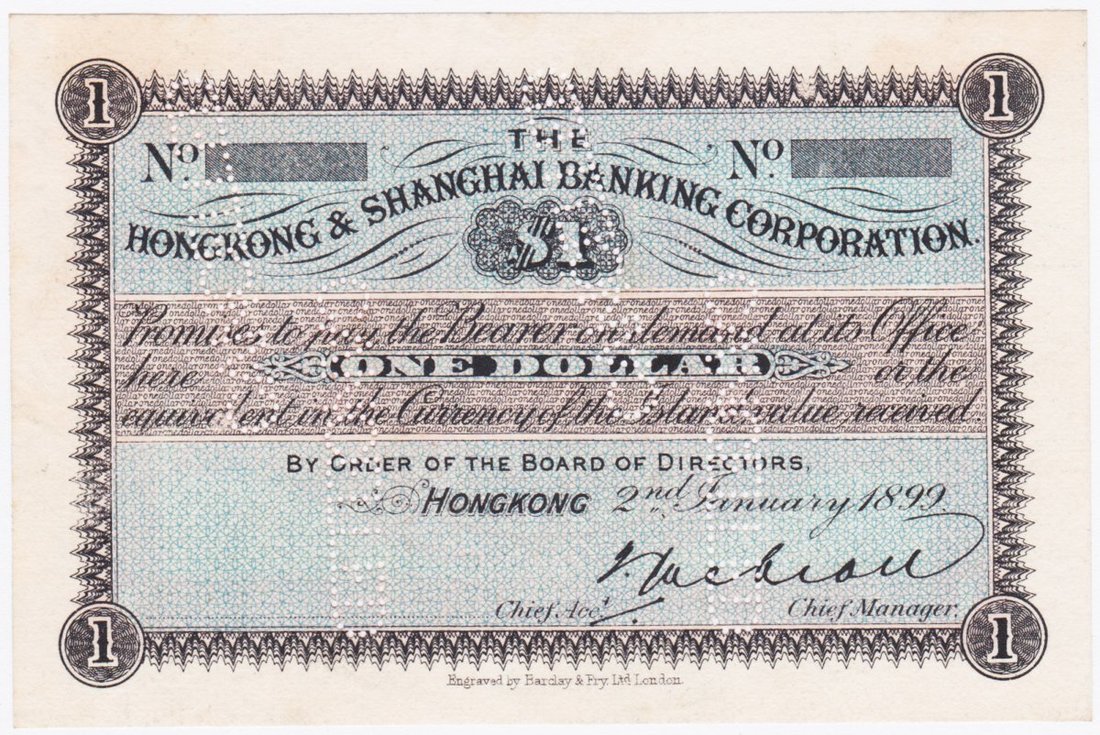 1 1
THE
No. No.
HONGKONG & SHANGHAI BANKING CORPORATION.
$1
Promises to pay the Bearer on demand at its Office
here ONE DOLLAR or the
equivalent in the Currency of the Island value received
BY ORDER OF THE BOARD OF DIRECTORS,
HONGKONG 2nd January 1899.
Chief Acct. Chief Manager.
1 1
Engraved by Barclay & Fry. Ltd London.